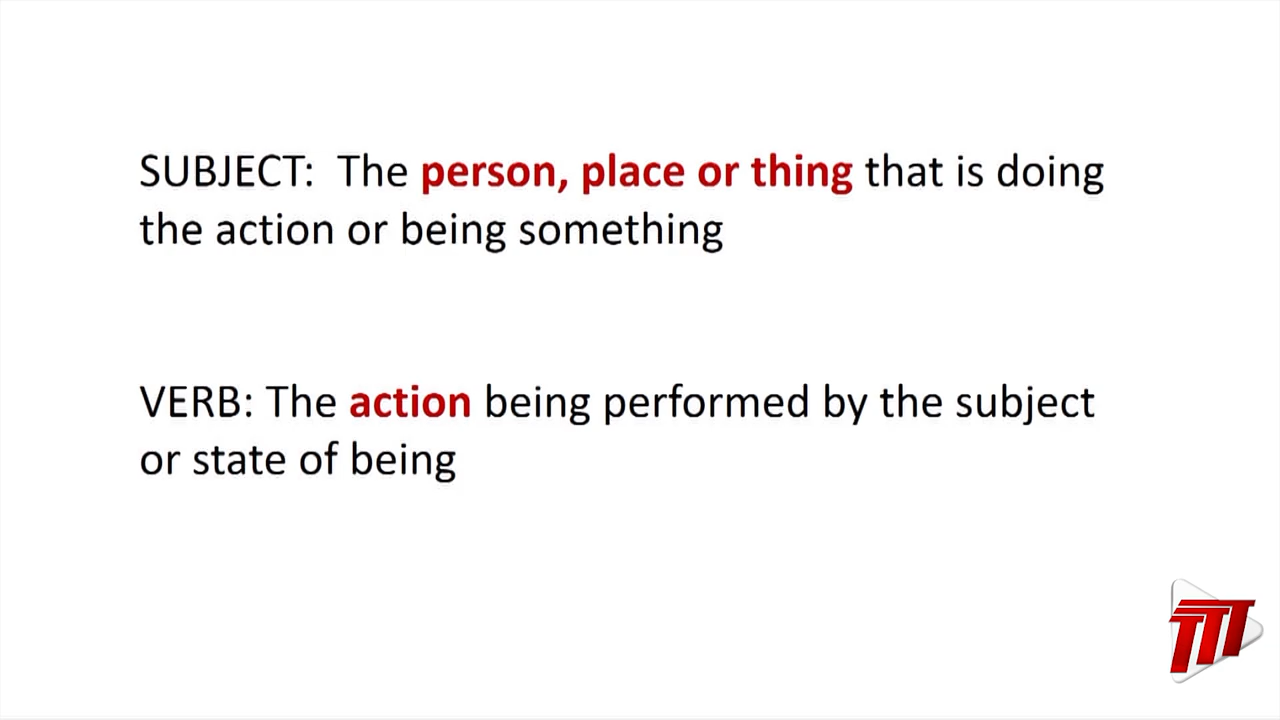 SUBJECT:  The person, place or thing that is doing
the action or being something
VERB: The action being performed by the subject
or state of being
TTT